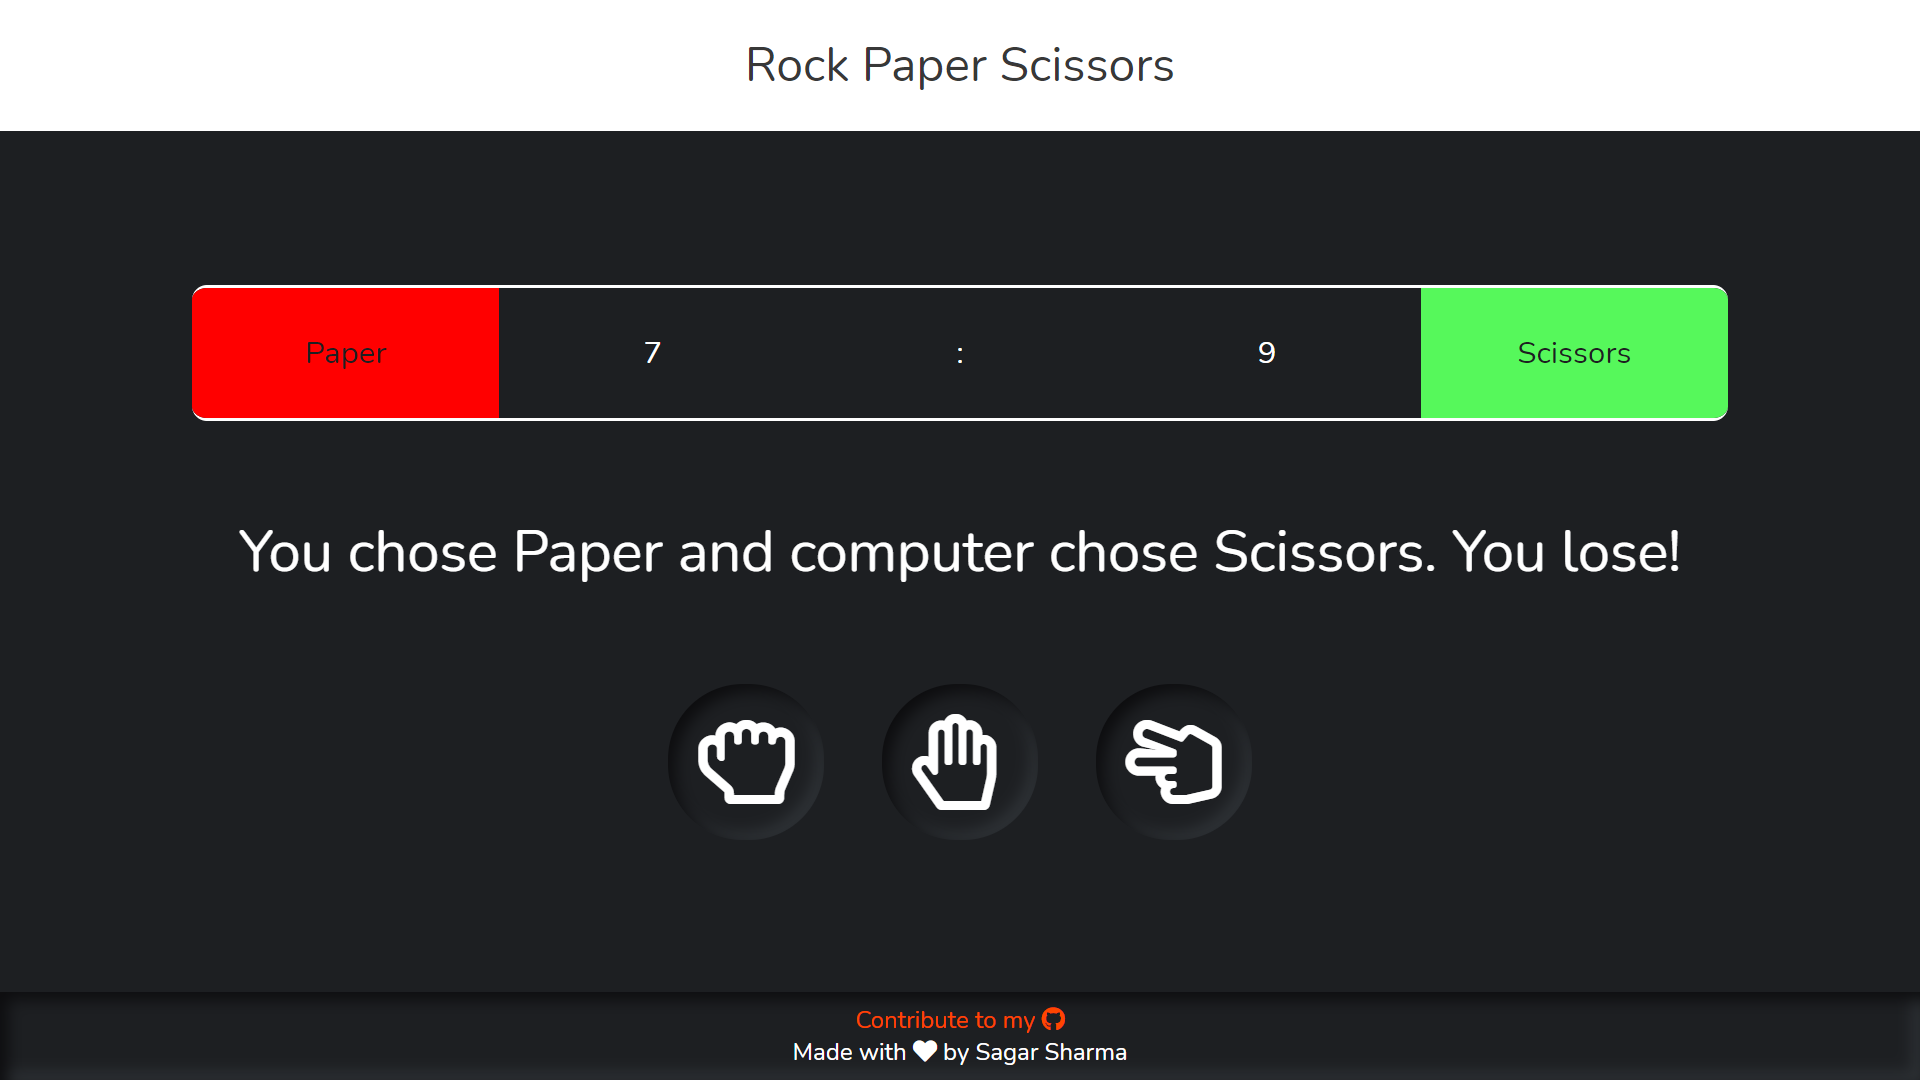 Rock Paper Scissors
Paper 7 : 9 Scissors
You chose Paper and computer chose Scissors. You lose!
Contribute to my
Made with by Sagar Sharma